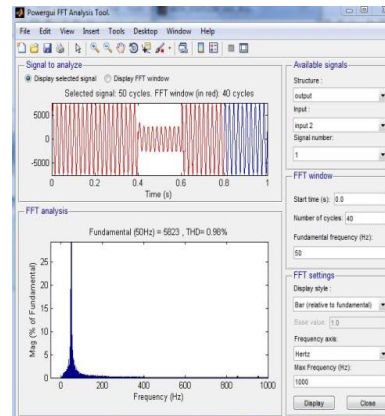 Powergui FFT Analysis Tool.
File Edit View Insert Tools Desktop Window Help
Signal to analyze
Display selected signal Display FFT window
Selected signal: 50 cycles. FFT window (in red): 40 cycles
5000
0
-5000
0 0.2 0.4 0.6 0.8 1
Time (s)
FFT analysis
Fundamental (50Hz) = 5823 , THD= 0.98%
Mag (% of Fundamental)
25
20
15
10
5
0
0 200 400 600 800 1000
Frequency (Hz)
Available signals
Structure :
output
Input :
input 2
Signal number:
1
FFT window
Start time (s): 0.0
Number of cycles: 40
Fundamental frequency (Hz):
50
FFT settings
Display style :
Bar (relative to fundamental)
Base value: 1.0
Frequency axis:
Hertz
Max Frequency (Hz):
1000
Display Close